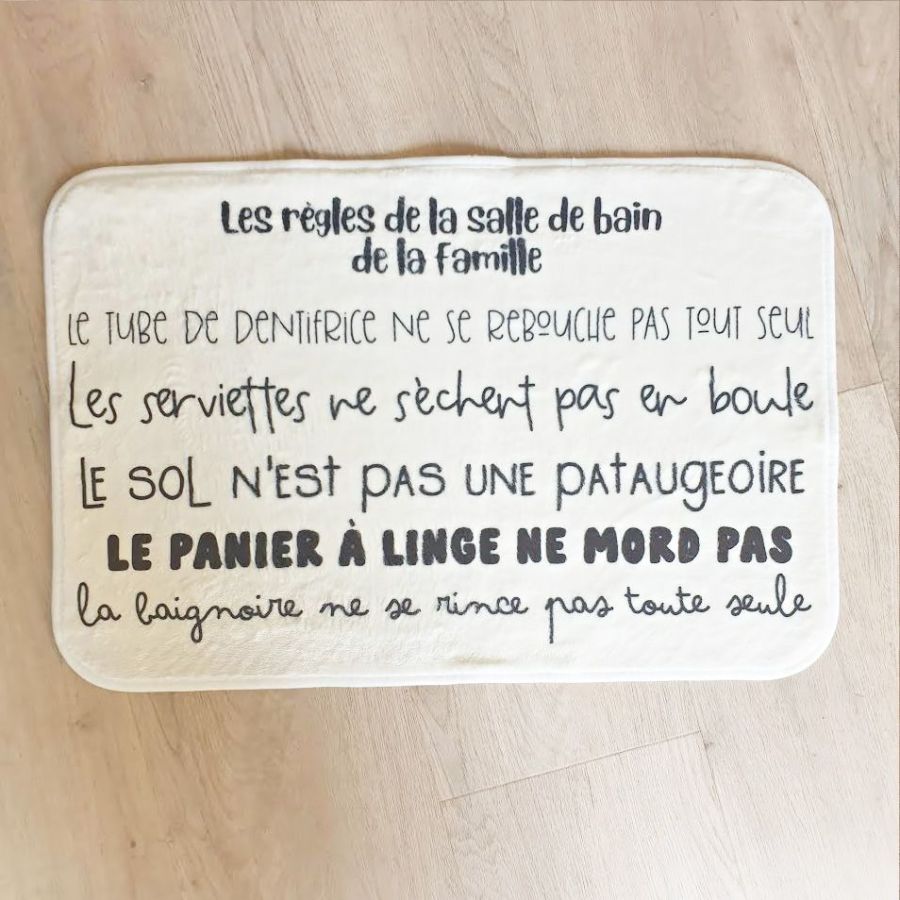 Les règles de la salle de bain
de la famille
LE TUBE DE DENTIFRICE NE SE REBOUCHE PAS TOUT SEUL
Les serviettes ne sèchent pas en boule
LE SOL N'EST PAS UNE PATAUGEOIRE
LE PANIER À LINGE NE MORD PAS
la baignoire ne se rince pas toute seule